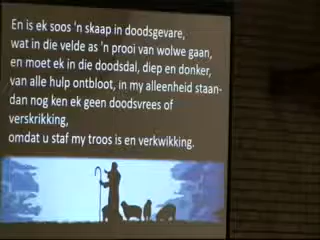 En is ek soos 'n skaap in doodsgevare,
wat in die velde as 'n prooi van wolwe gaan,
en moet ek in die doodsdal, diep en donker,
van alle hulp ontbloot, in my alleenheid staan-
dan nog ken ek geen doodsvrees of
verskrikking,
omdat u staf my troos is en verkwikking.